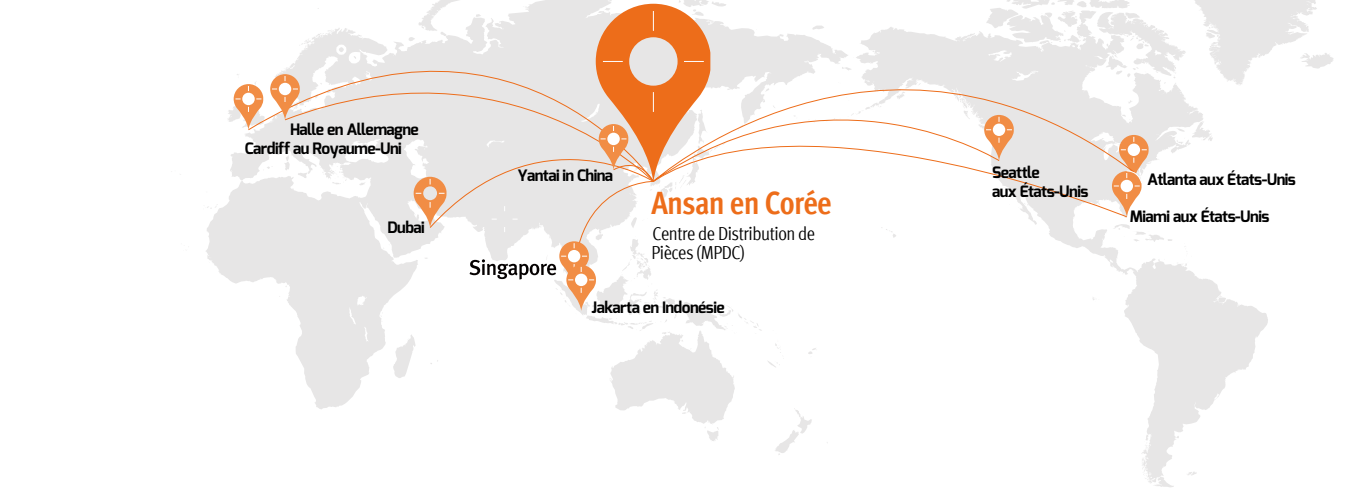 Halle en Allemagne
Cardiff au Royaume-Uni
Yantai in China
Dubai
Singapore
Jakarta en Indonésie
Ansan en Corée
Centre de Distribution de
Pièces (MPDC)
Seattle
aux États-Unis
Atlanta aux États-Unis
Miami aux États-Unis